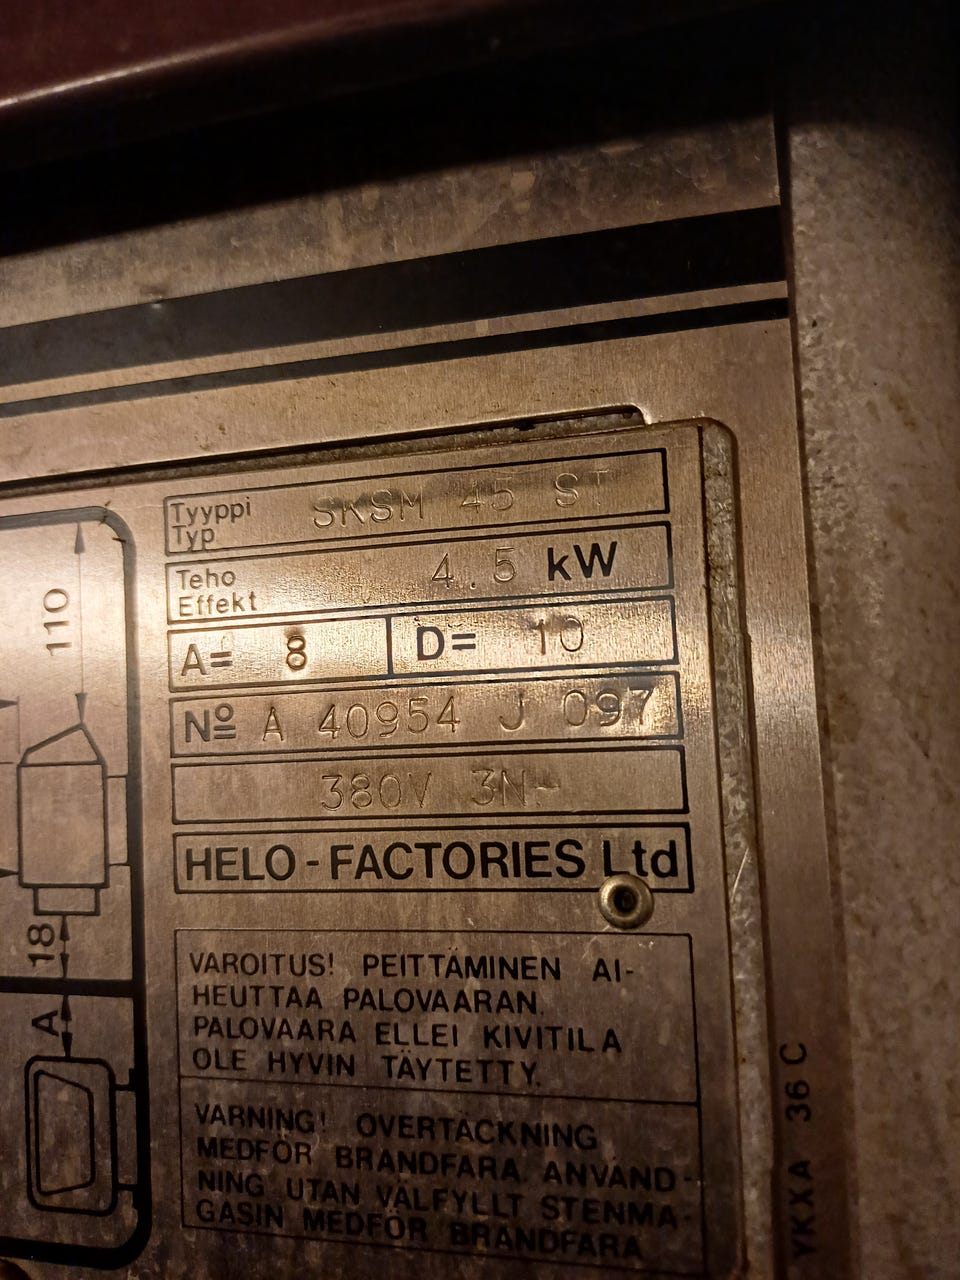 Tyyppi
Typ
SKSM 45 ST
Teho
Effekt
4.5 kW
A= 8
D= 10
Nº A 40954 J 097
380V 3N~
HELO - FACTORIES Ltd
VAROITUS! PEITTÄMINEN AI-
HEUTTAA PALOVAARAN.
PALOVAARA ELLEI KIVITILA
OLE HYVIN TÄYTETTY.
VARNING! ÖVERTÄCKNING
MEDFÖR BRANDFARA. ANVÄND-
NING UTAN VÄLFYLLT STENMA-
GASIN MEDFÖR BRANDFARA
110
18
A
YKXA 36 C